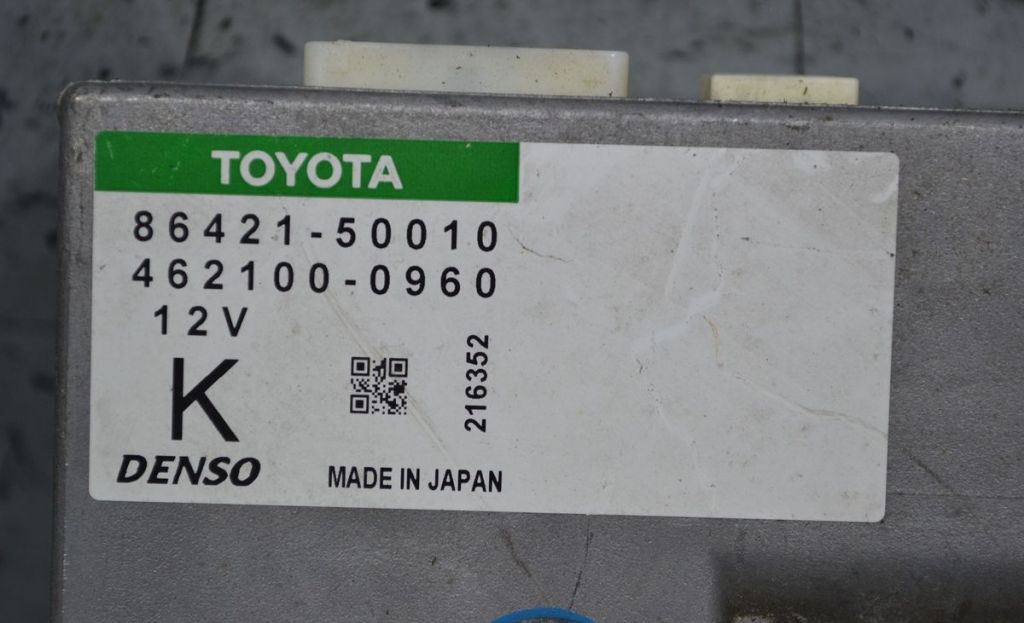 TOYOTA
86421-50010
462100-0960
12V
K
216352
DENSO
MADE IN JAPAN